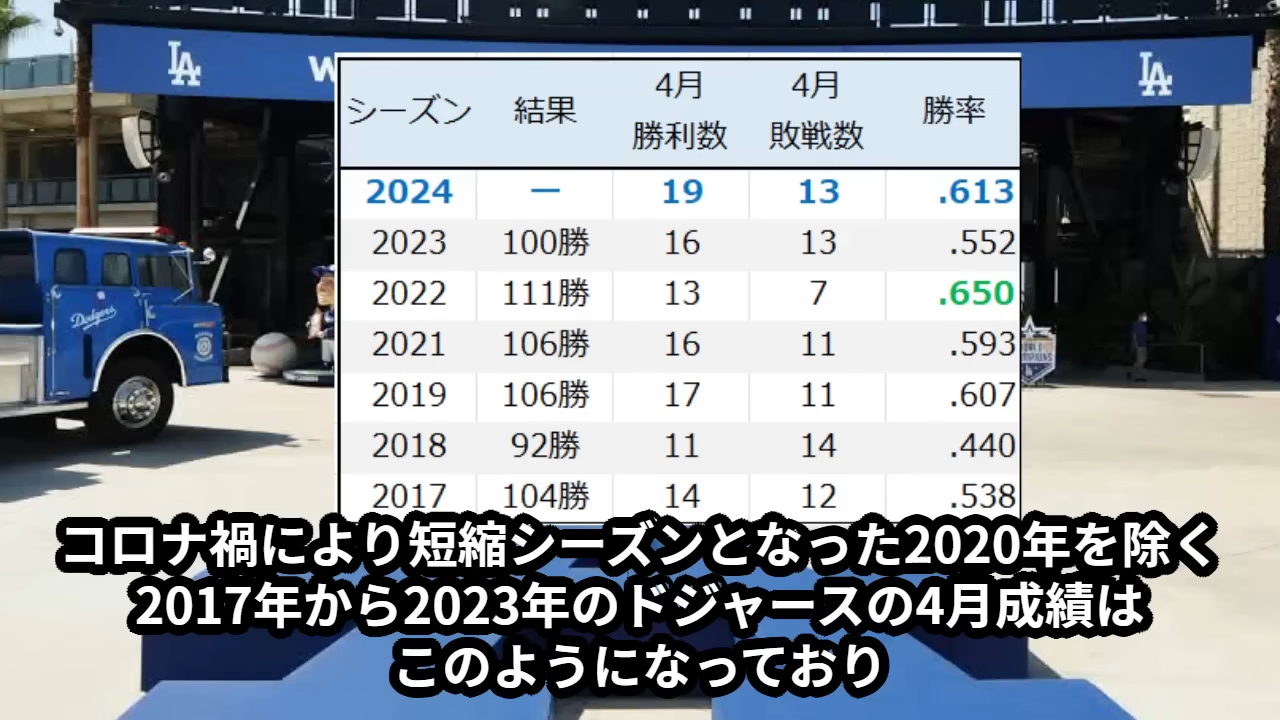 LA
W
LA
シーズン 結果 4月勝利数 4月敗戦数 勝率
2024 ― 19 13 .613
2023 100勝 16 13 .552
2022 111勝 13 7 .650
2021 106勝 16 11 .593
2019 106勝 17 11 .607
2018 92勝 11 14 .440
2017 104勝 14 12 .538
Dodgers
コロナ禍により短縮シーズンとなった2020年を除く
2017年から2023年のドジャースの4月成績は
このようになっており